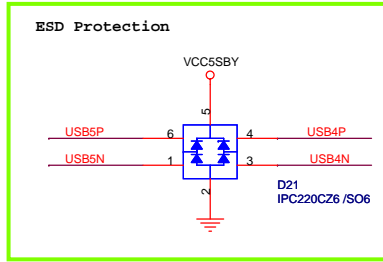 ESD Protection
VCC5SBY
5
USB5P 6 4 USB4P
USB5N 1 3 USB4N
2
D21
IPC220CZ6 /SO6